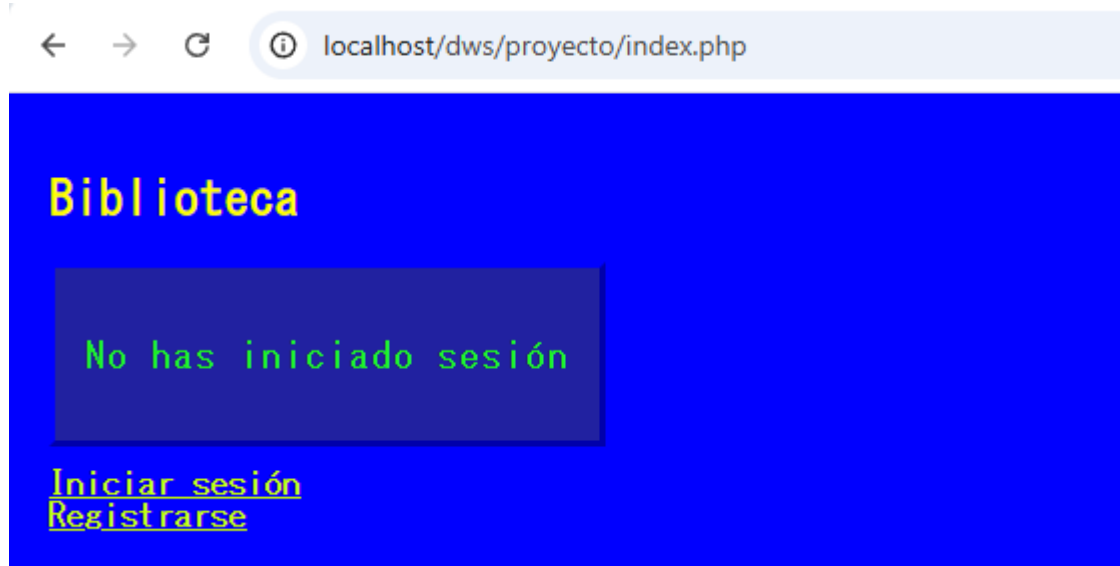 localhost/dws/proyecto/index.php
Biblioteca
No has iniciado sesión
Iniciar sesión
Registrarse